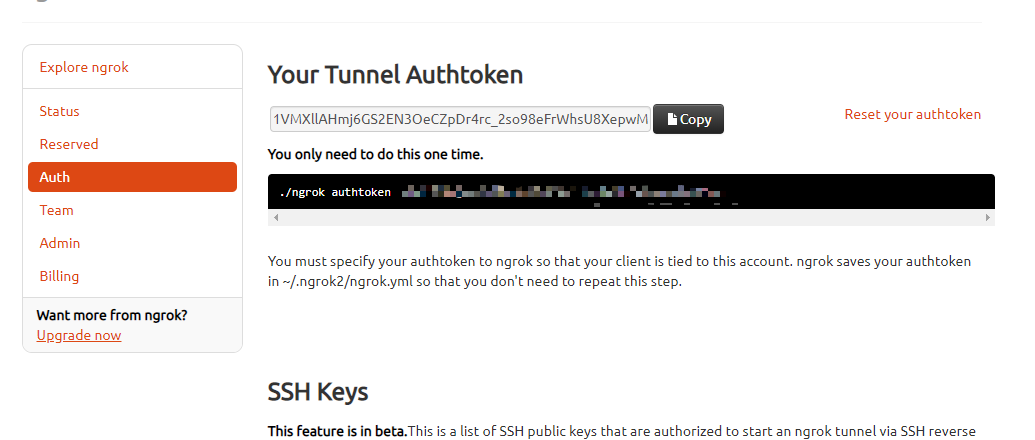 Explore ngrok
Status
Reserved
Auth
Team
Admin
Billing
Want more from ngrok?
Upgrade now
Your Tunnel Authtoken
Copy
Reset your authtoken
You only need to do this one time.
./ngrok authtoken
You must specify your authtoken to ngrok so that your client is tied to this account. ngrok saves your authtoken
in ~/.ngrok2/ngrok.yml so that you don't need to repeat this step.
SSH Keys
This feature is in beta.This is a list of SSH public keys that are authorized to start an ngrok tunnel via SSH reverse